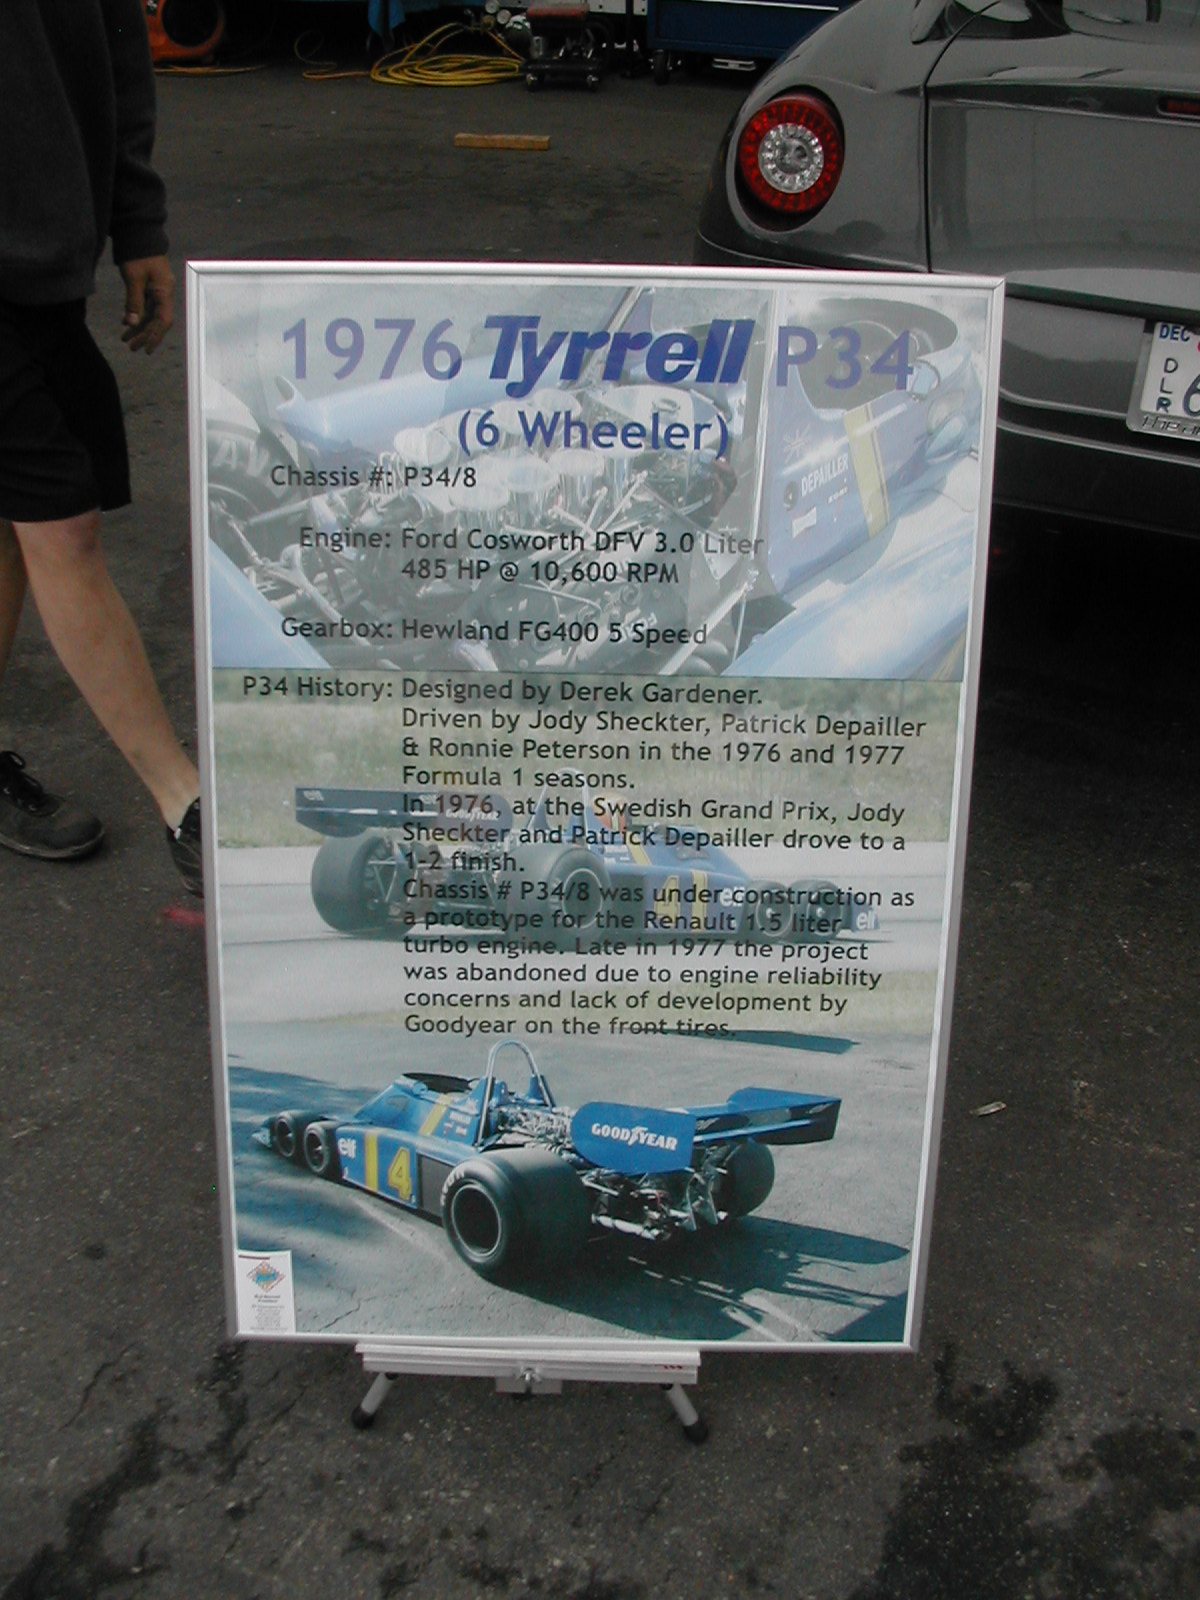 1976 Tyrrell P34
(6 Wheeler)
DEPAILLER
Chassis #: P34/8
Engine: Ford Cosworth DFV 3.0 Liter
485 HP @ 10,600 RPM
Gearbox: Hewland FG400 5 Speed
P34 History: Designed by Derek Gardener.
Driven by Jody Sheckter, Patrick Depailler
& Ronnie Peterson in the 1976 and 1977
Formula 1 seasons.
In 1976, at the Swedish Grand Prix, Jody
Sheckter and Patrick Depailler drove to a
1-2 finish.
Chassis # P34/8 was under construction as
a prototype for the Renault 1.5 liter
turbo engine. Late in 1977 the project
was abandoned due to engine reliability
concerns and lack of development by
Goodyear on the front tires.
elf
elf
elf
GOODYEAR
elf
14
DEC
DLR